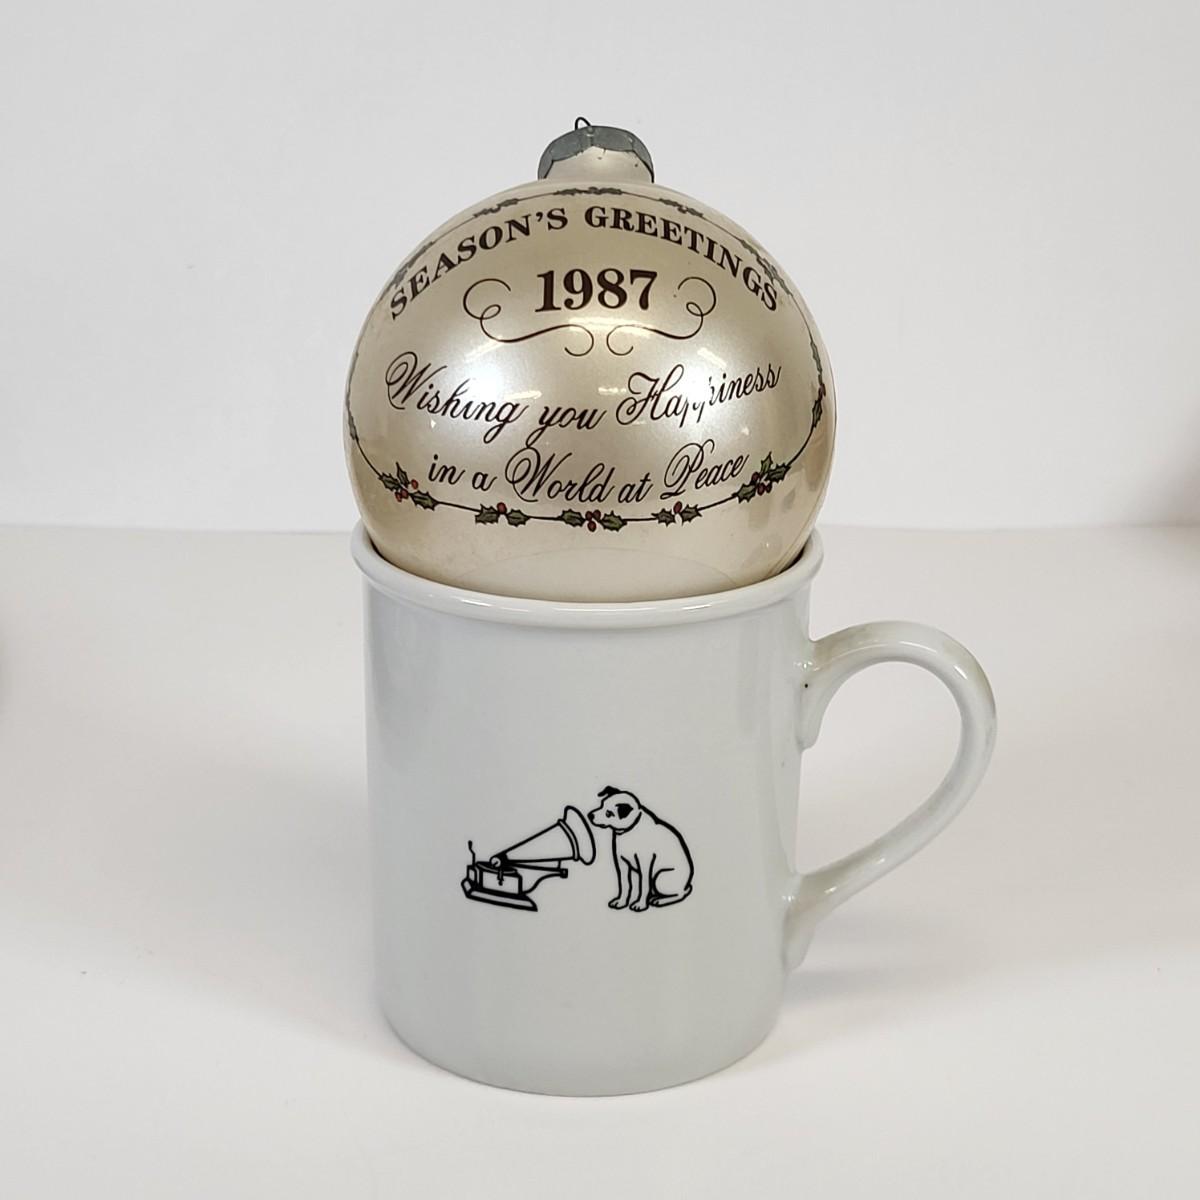 SEASON'S GREETINGS
1987
Wishing you Happiness
in a World at Peace